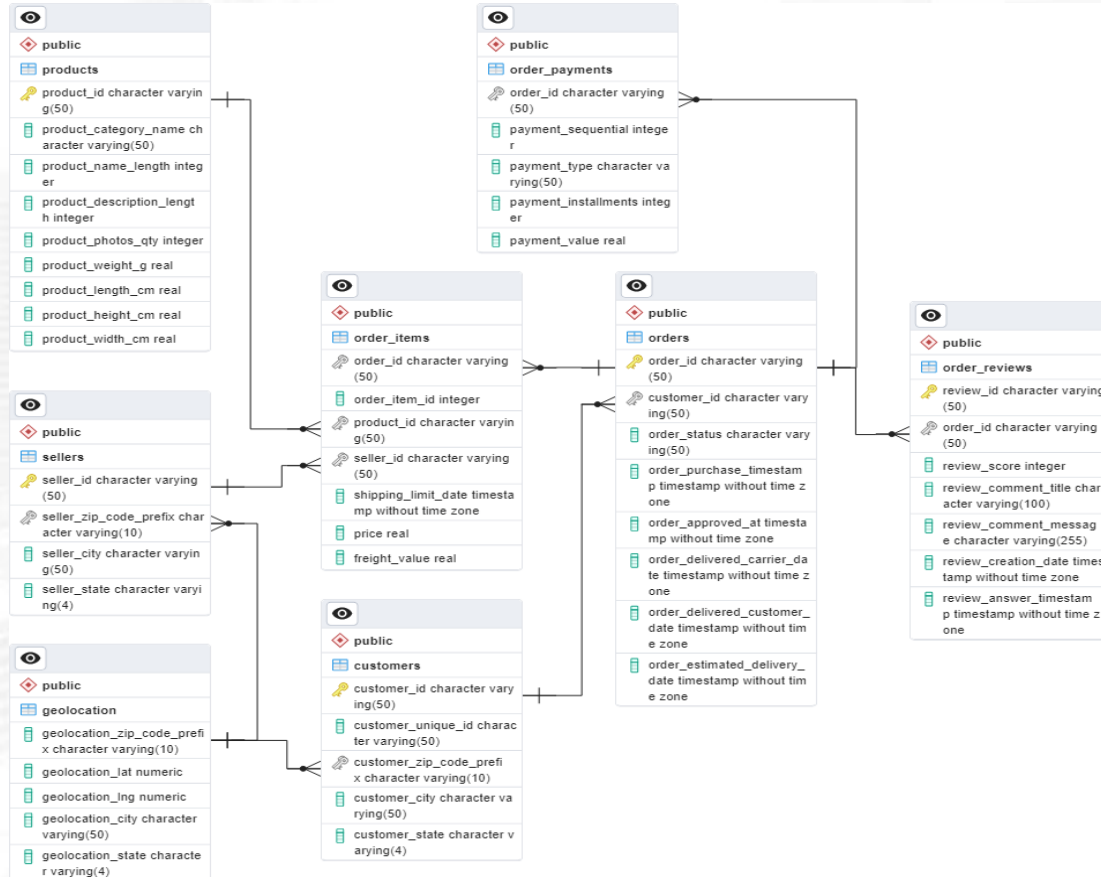 public
products
product_id character varyin
g(50)
product_category_name ch
aracter varying(50)
product_name_length integ
er
product_description_lengt
h integer
product_photos_qty integer
product_weight_g real
product_length_cm real
product_height_cm real
product_width_cm real
public
order_payments
order_id character varying
(50)
payment_sequential intege
r
payment_type character va
rying(50)
payment_installments integ
er
payment_value real
public
order_items
order_id character varying
(50)
order_item_id integer
product_id character varyin
g(50)
seller_id character varying
(50)
shipping_limit_date timesta
mp without time zone
price real
freight_value real
public
orders
order_id character varying
(50)
customer_id character vary
ing(50)
order_status character vary
ing(50)
order_purchase_timestam
p timestamp without time z
one
order_approved_at timesta
mp without time zone
order_delivered_carrier_da
te timestamp without time z
one
order_delivered_customer_
date timestamp without tim
e zone
order_estimated_delivery_
date timestamp without tim
e zone
public
order_reviews
review_id character varying
(50)
order_id character varying
(50)
review_score integer
review_comment_title char
acter varying(100)
review_comment_messag
e character varying(255)
review_creation_date times
tamp without time zone
review_answer_timestam
p timestamp without time z
one
public
sellers
seller_id character varying
(50)
seller_zip_code_prefix char
acter varying(10)
seller_city character varyin
g(50)
seller_state character varyi
ng(4)
public
customers
customer_id character vary
ing(50)
customer_unique_id charac
ter varying(50)
customer_zip_code_prefi
x character varying(10)
customer_city character va
rying(50)
customer_state character v
arying(4)
public
geolocation
geolocation_zip_code_prefi
x character varying(10)
geolocation_lat numeric
geolocation_lng numeric
geolocation_city character
varying(50)
geolocation_state characte
r varying(4)